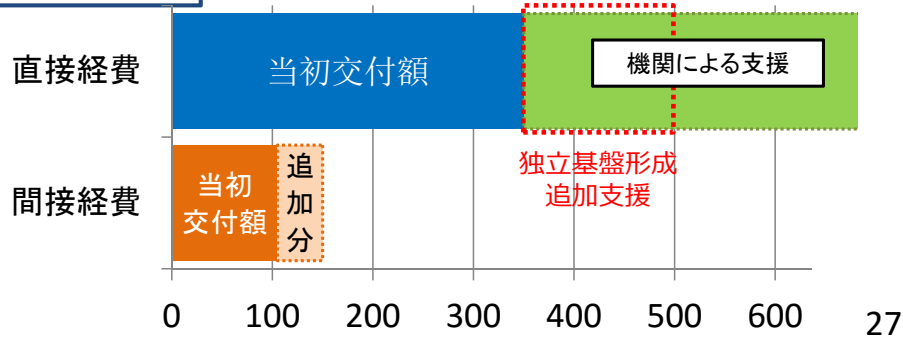 直接経費
当初交付額
機関による支援
独立基盤形成
追加支援
間接経費
当初
交付額
追
加
分
0 100 200 300 400 500 600
27